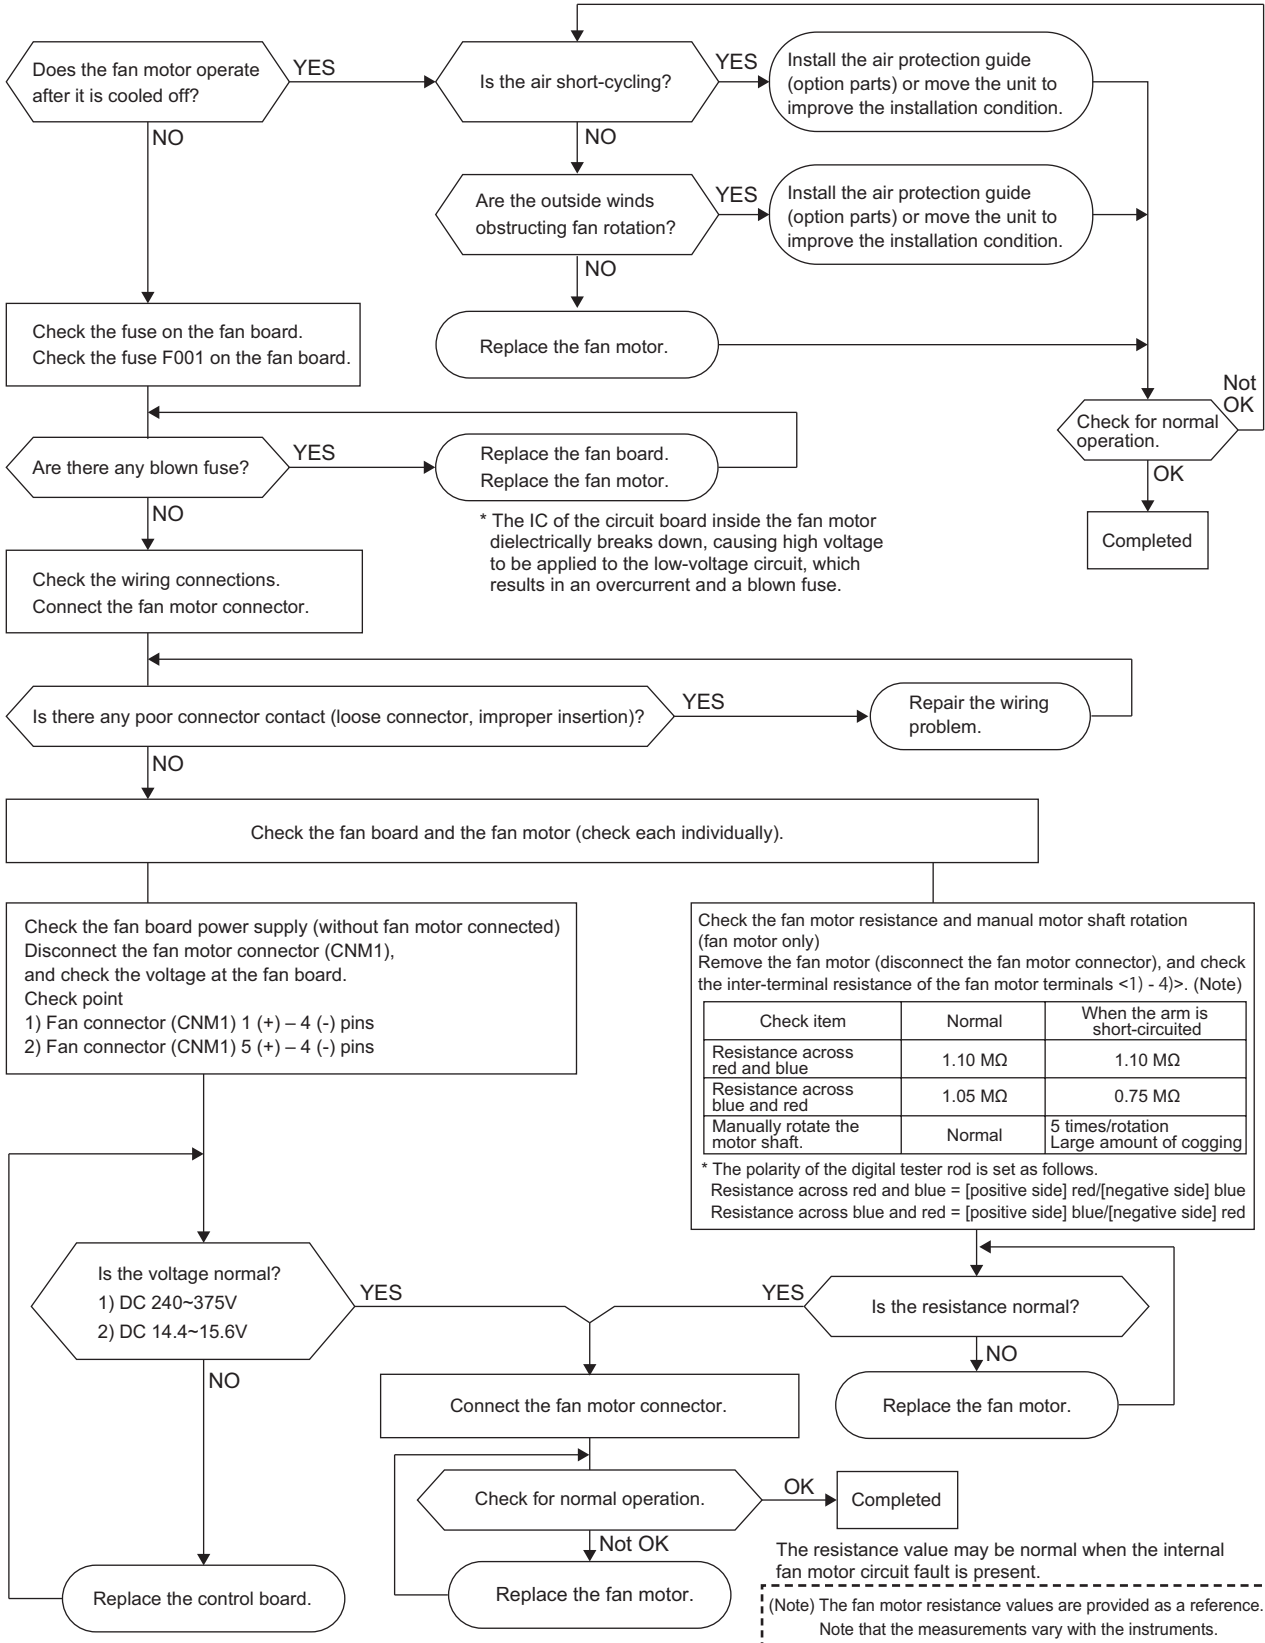 Does the fan motor operate
after it is cooled off?
YES
NO
Is the air short-cycling?
YES
NO
Install the air protection guide
(option parts) or move the unit to
improve the installation condition.
Are the outside winds
obstructing fan rotation?
YES
NO
Install the air protection guide
(option parts) or move the unit to
improve the installation condition.
Check the fuse on the fan board.
Check the fuse F001 on the fan board.
Replace the fan motor.
Not
OK
Check for normal
operation.
OK
Completed
Are there any blown fuse?
YES
NO
Replace the fan board.
Replace the fan motor.
* The IC of the circuit board inside the fan motor
dielectrically breaks down, causing high voltage
to be applied to the low-voltage circuit, which
results in an overcurrent and a blown fuse.
Check the wiring connections.
Connect the fan motor connector.
Is there any poor connector contact (loose connector, improper insertion)?
YES
NO
Repair the wiring
problem.
Check the fan board and the fan motor (check each individually).
Check the fan board power supply (without fan motor connected)
Disconnect the fan motor connector (CNM1),
and check the voltage at the fan board.
Check point
1) Fan connector (CNM1) 1 (+) – 4 (-) pins
2) Fan connector (CNM1) 5 (+) – 4 (-) pins
Check the fan motor resistance and manual motor shaft rotation
(fan motor only)
Remove the fan motor (disconnect the fan motor connector), and check
the inter-terminal resistance of the fan motor terminals <1) - 4)>. (Note)
Check item
Normal
When the arm is
short-circuited
Resistance across
red and blue
1.10 MΩ
1.10 MΩ
Resistance across
blue and red
1.05 MΩ
0.75 MΩ
Manually rotate the
motor shaft.
Normal
5 times/rotation
Large amount of cogging
* The polarity of the digital tester rod is set as follows.
Resistance across red and blue = [positive side] red/[negative side] blue
Resistance across blue and red = [positive side] blue/[negative side] red
Is the voltage normal?
1) DC 240~375V
2) DC 14.4~15.6V
YES
NO
YES
Is the resistance normal?
NO
Connect the fan motor connector.
Replace the fan motor.
Check for normal operation.
OK
Completed
Not OK
Replace the control board.
Replace the fan motor.
The resistance value may be normal when the internal
fan motor circuit fault is present.
(Note) The fan motor resistance values are provided as a reference.
Note that the measurements vary with the instruments.